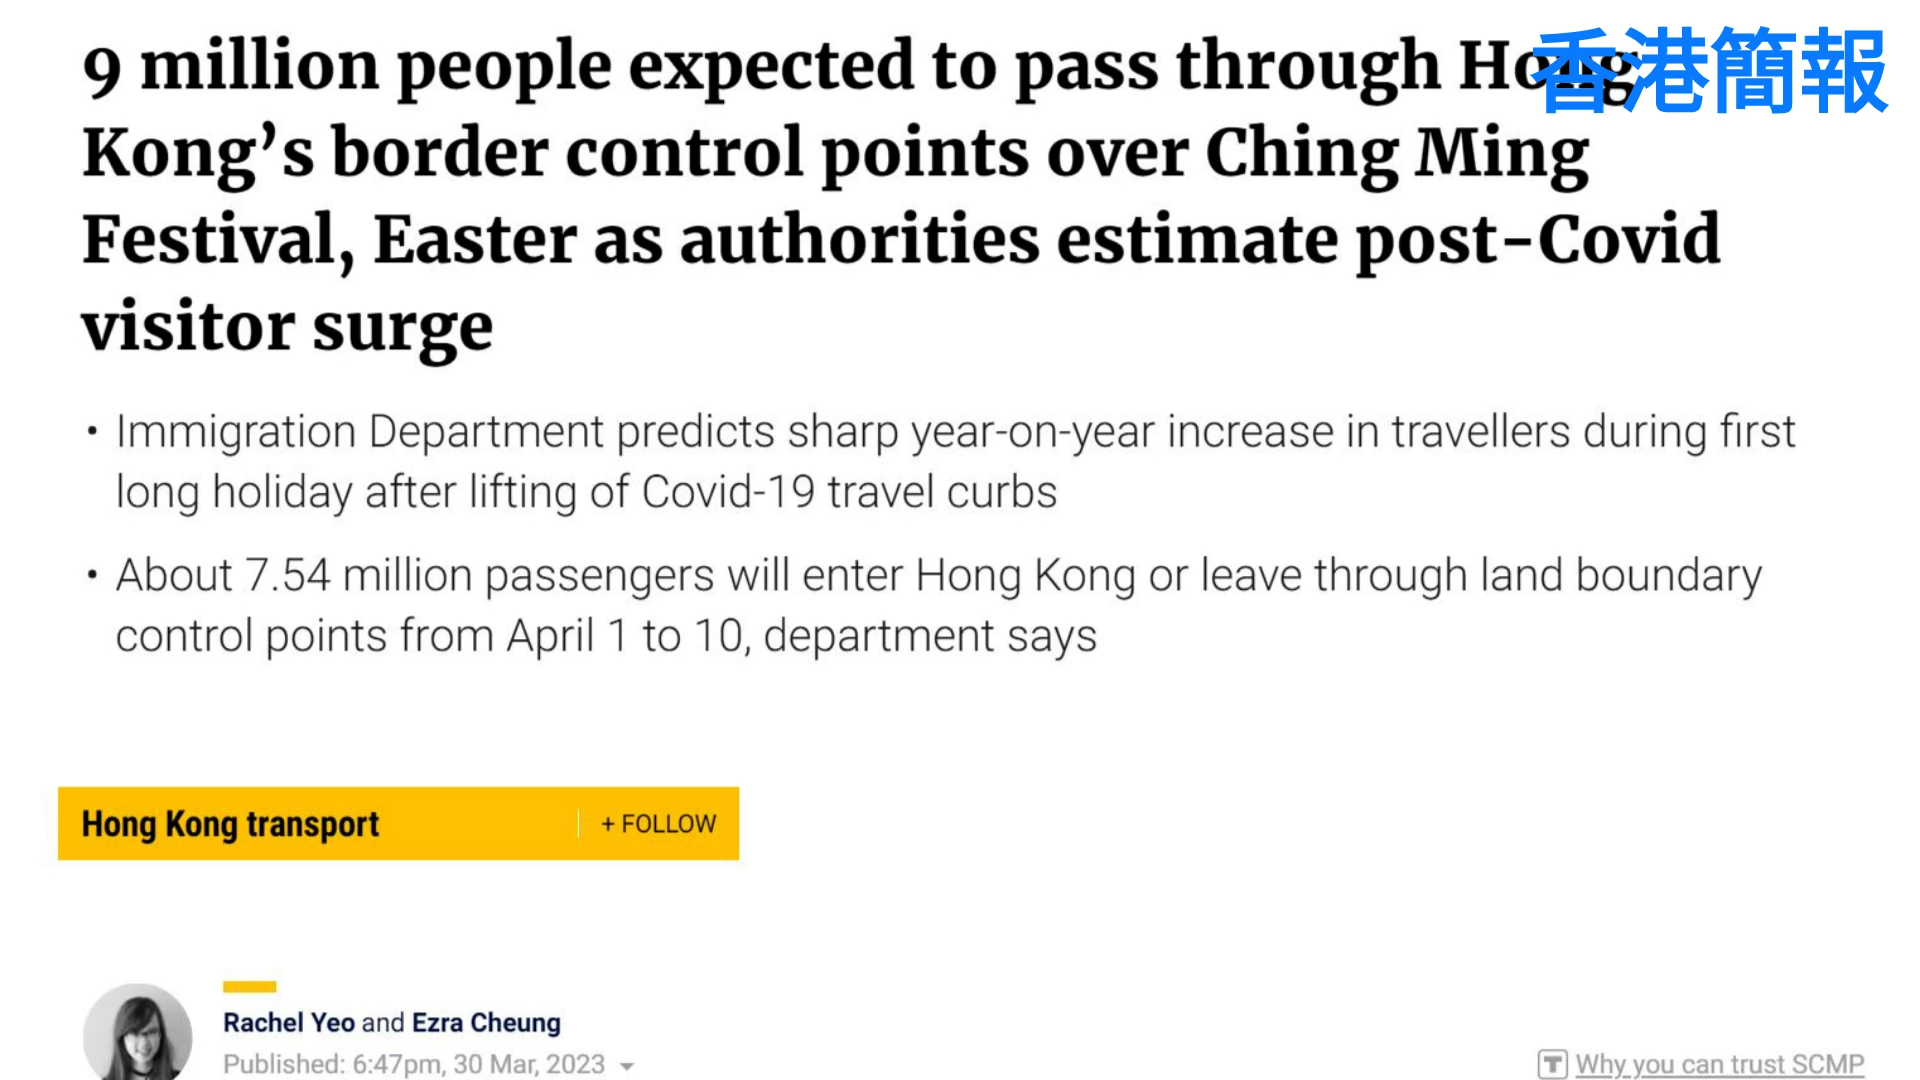 9 million people expected to pass through Hong
香港簡報
Kong’s border control points over Ching Ming
Festival, Easter as authorities estimate post-Covid
visitor surge
• Immigration Department predicts sharp year-on-year increase in travellers during first
long holiday after lifting of Covid-19 travel curbs
• About 7.54 million passengers will enter Hong Kong or leave through land boundary
control points from April 1 to 10, department says
Hong Kong transport
+ FOLLOW
Rachel Yeo and Ezra Cheung
Published: 6:47pm, 30 Mar, 2023
T Why you can trust SCMP